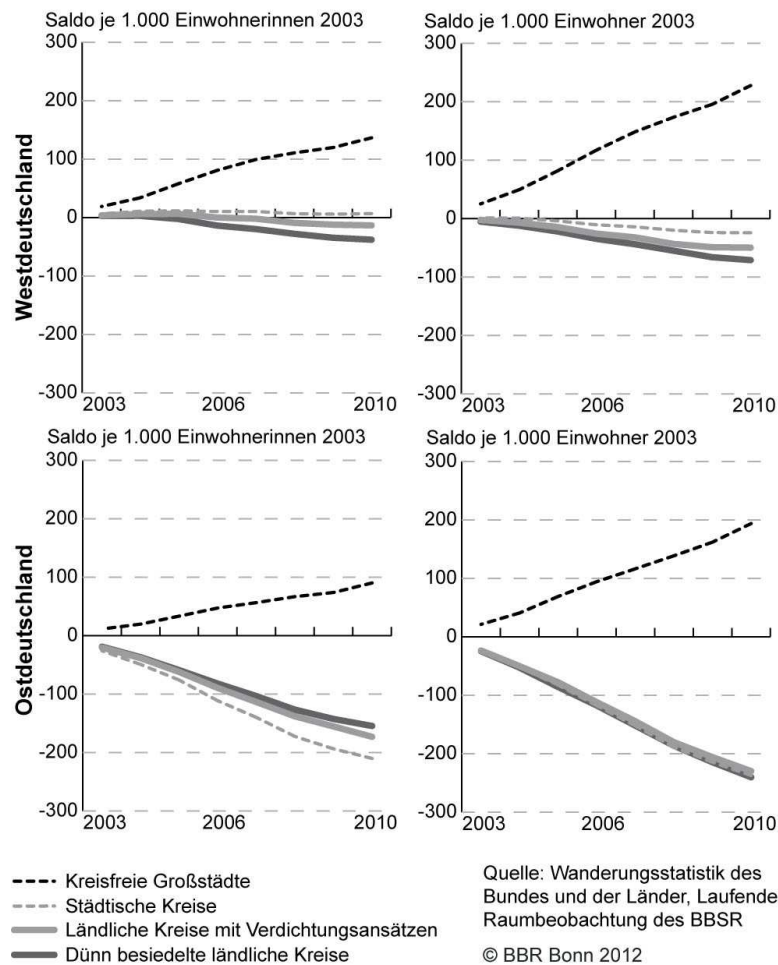 Saldo je 1.000 Einwohnerinnen 2003
300
200
100
0
-100
-200
-300
2003 2006 2010
Westdeutschland
Saldo je 1.000 Einwohner 2003
300
200
100
0
-100
-200
-300
2003 2006 2010
Saldo je 1.000 Einwohnerinnen 2003
300
200
100
0
-100
-200
-300
2003 2006 2010
Ostdeutschland
Saldo je 1.000 Einwohner 2003
300
200
100
0
-100
-200
-300
2003 2006 2010
Kreisfreie Großstädte
Städtische Kreise
Ländliche Kreise mit Verdichtungsansätzen
Dünn besiedelte ländliche Kreise
Quelle: Wanderungsstatistik des
Bundes und der Länder, Laufende
Raumbeobachtung des BBSR
© BBR Bonn 2012